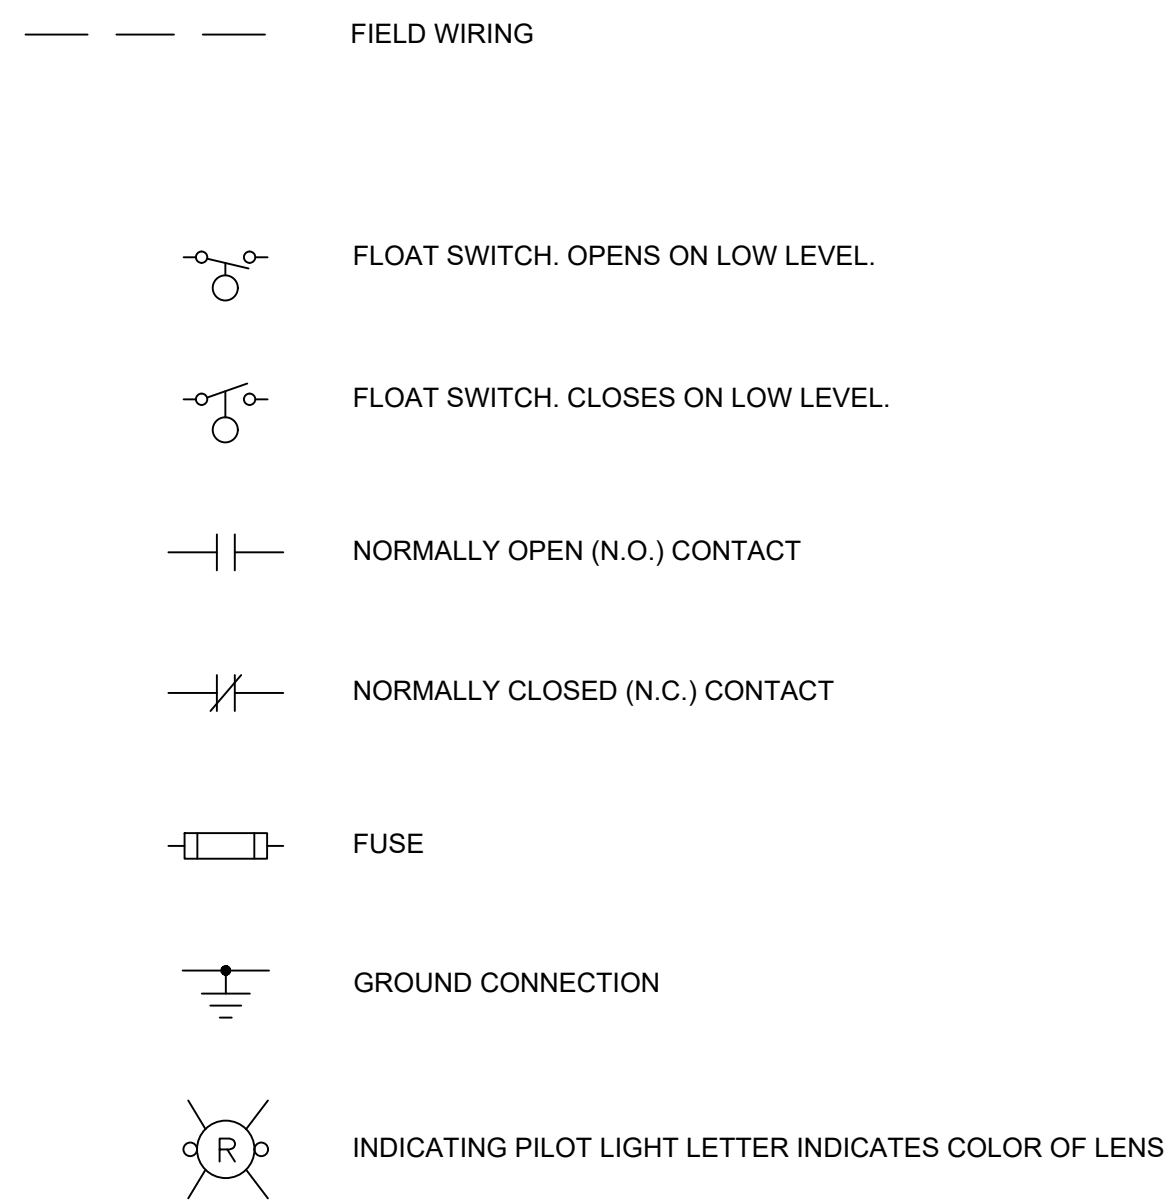 FIELD WIRING
FLOAT SWITCH. OPENS ON LOW LEVEL.
FLOAT SWITCH. CLOSES ON LOW LEVEL.
NORMALLY OPEN (N.O.) CONTACT
NORMALLY CLOSED (N.C.) CONTACT
FUSE
GROUND CONNECTION
R INDICATING PILOT LIGHT LETTER INDICATES COLOR OF LENS